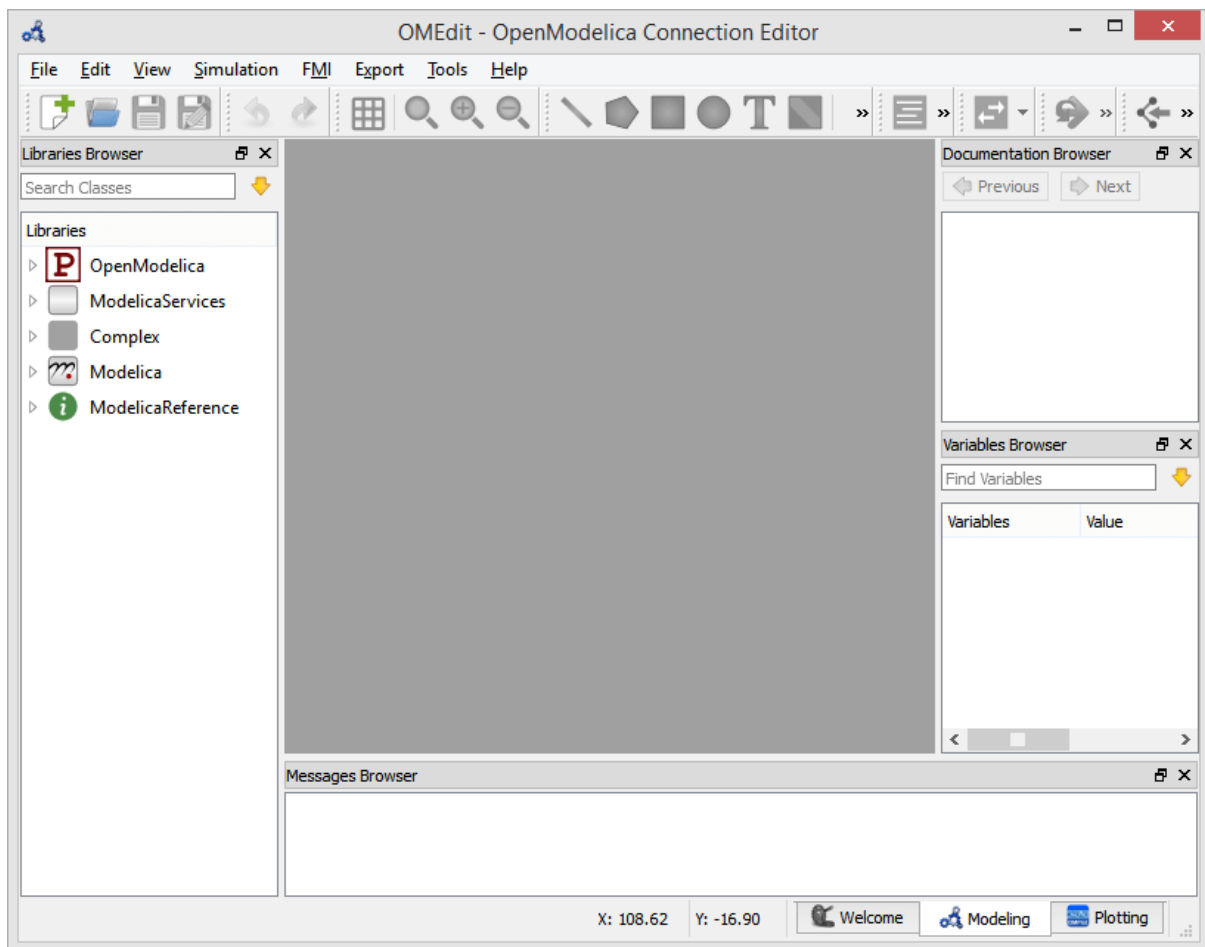 OMEdit - OpenModelica Connection Editor
File Edit View Simulation FMI Export Tools Help
T
Libraries Browser
Search Classes
Libraries
P OpenModelica
ModelicaServices
Complex
Modelica
i ModelicaReference
Documentation Browser
Previous Next
Variables Browser
Find Variables
Variables Value
Messages Browser
X: 108.62 Y: -16.90 Welcome Modeling Plotting